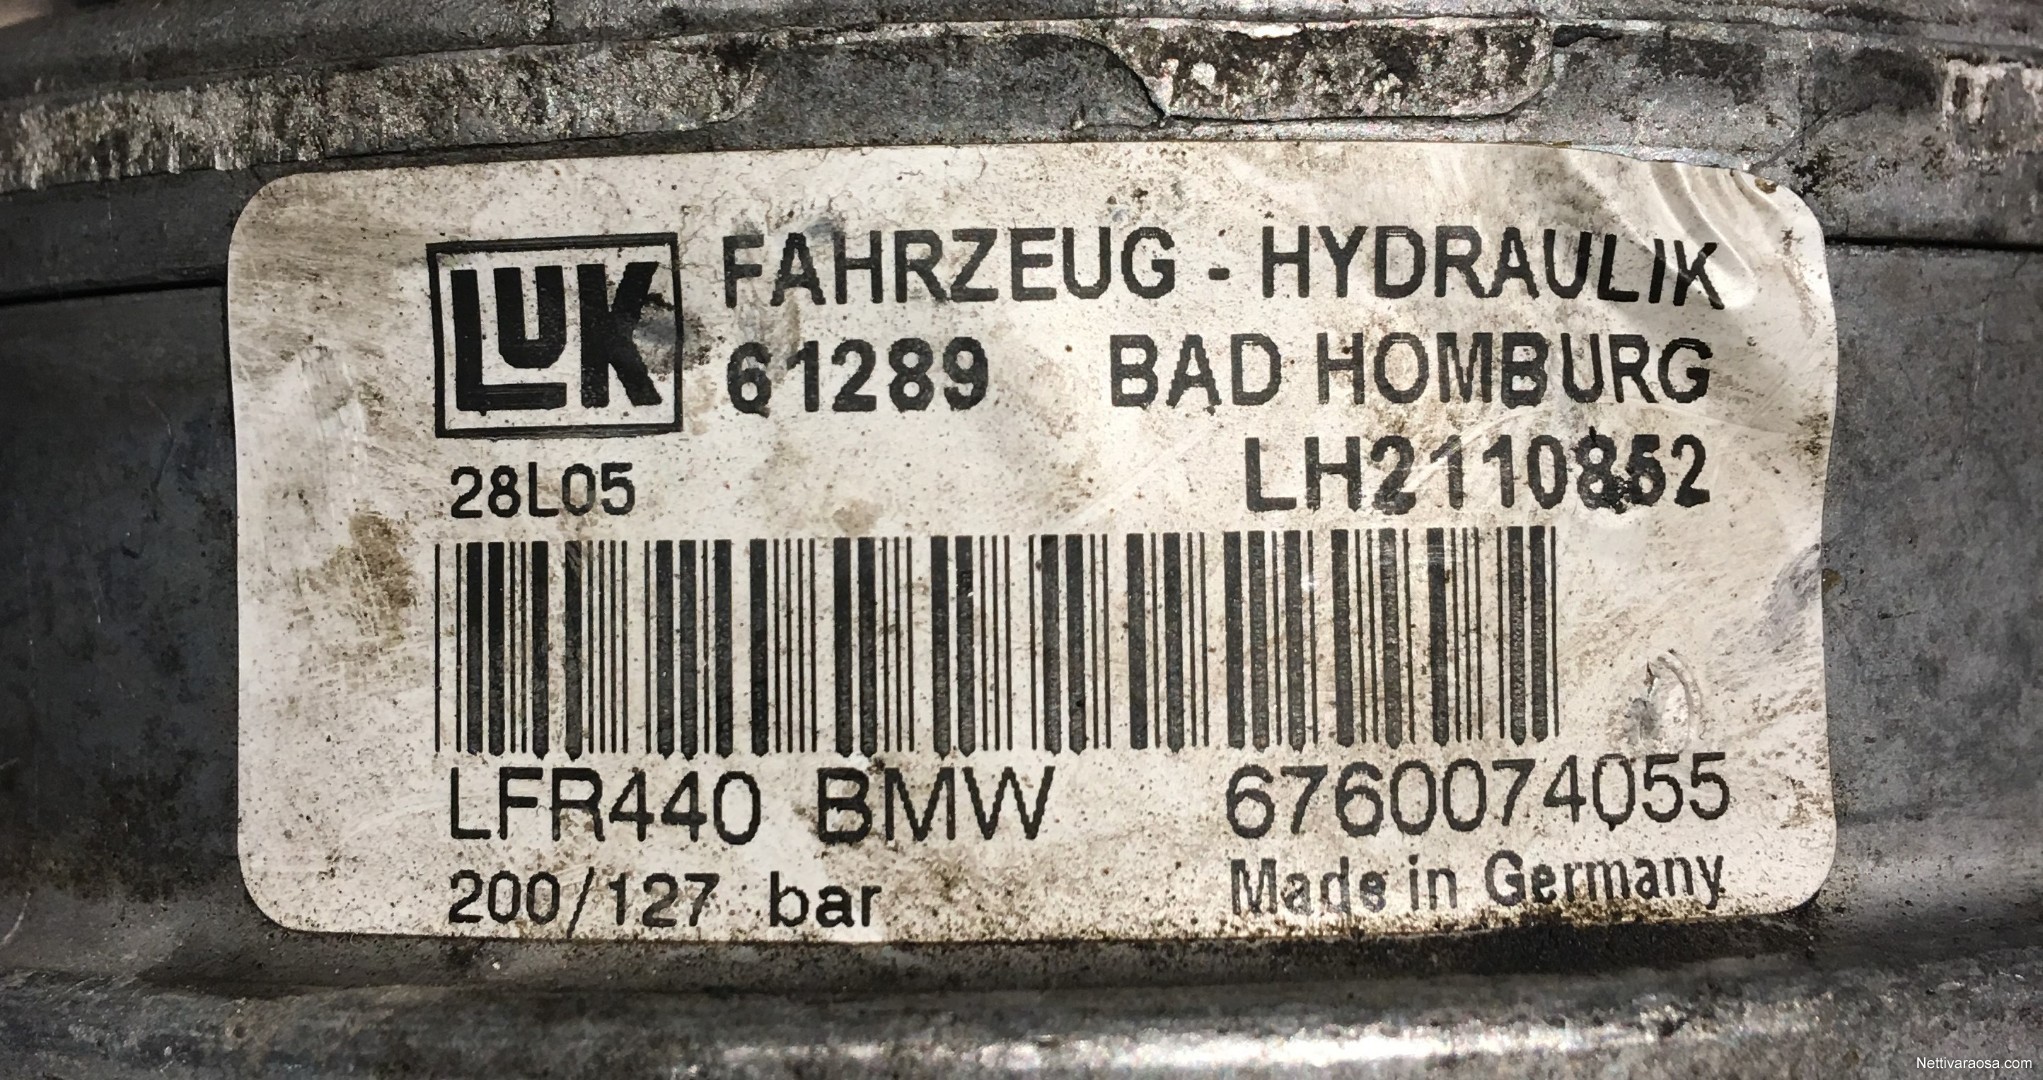 LUK FAHRZEUG - HYDRAULIK
61289 BAD HOMBURG
28L05 LH2110852
LFR440 BMW 6760074055
200/127 bar Made in Germany
Nettivaraosa.com